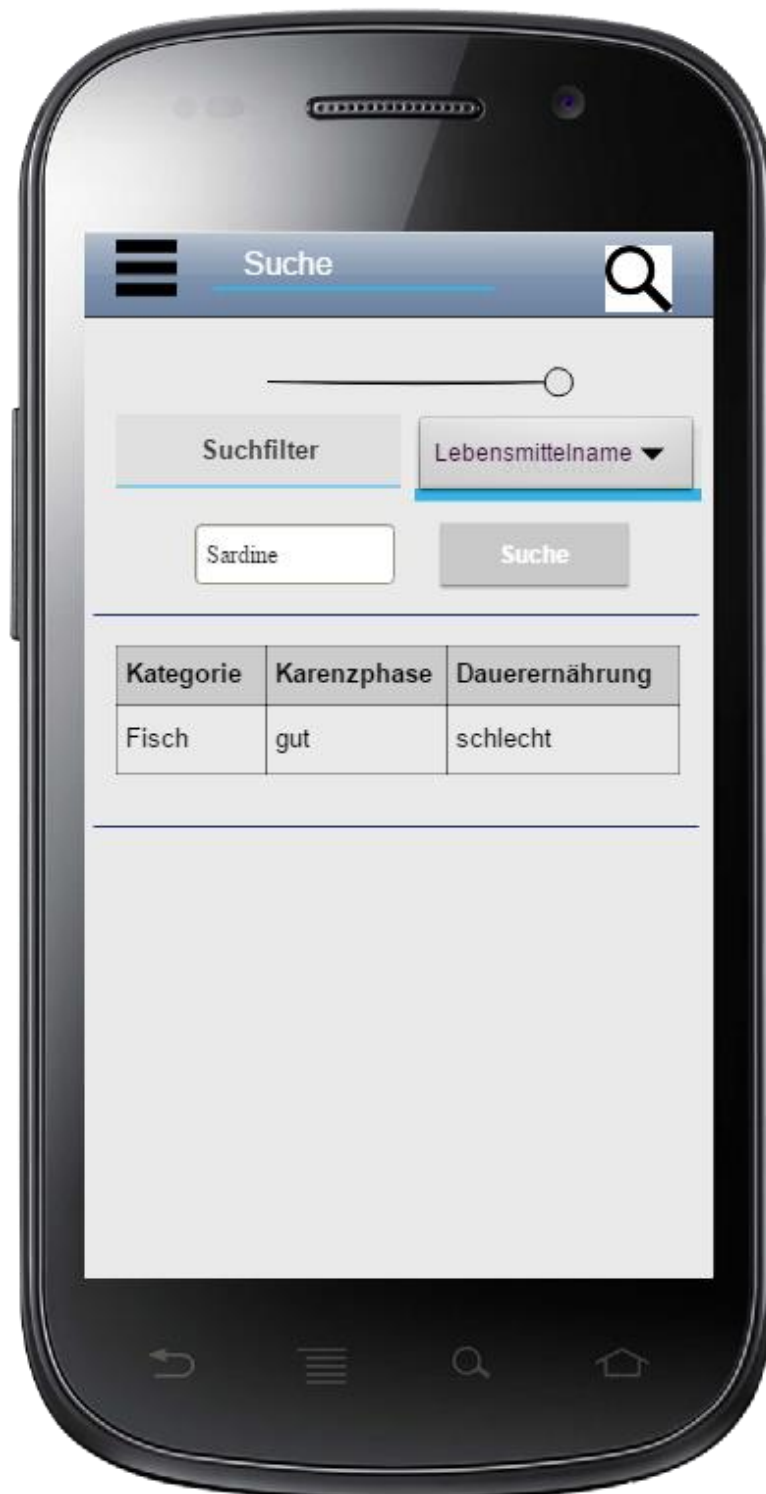 Suche
Suchfilter Lebensmittelname
Sardine Suche
Kategorie Karenzphase Dauerernährung
Fisch gut schlecht